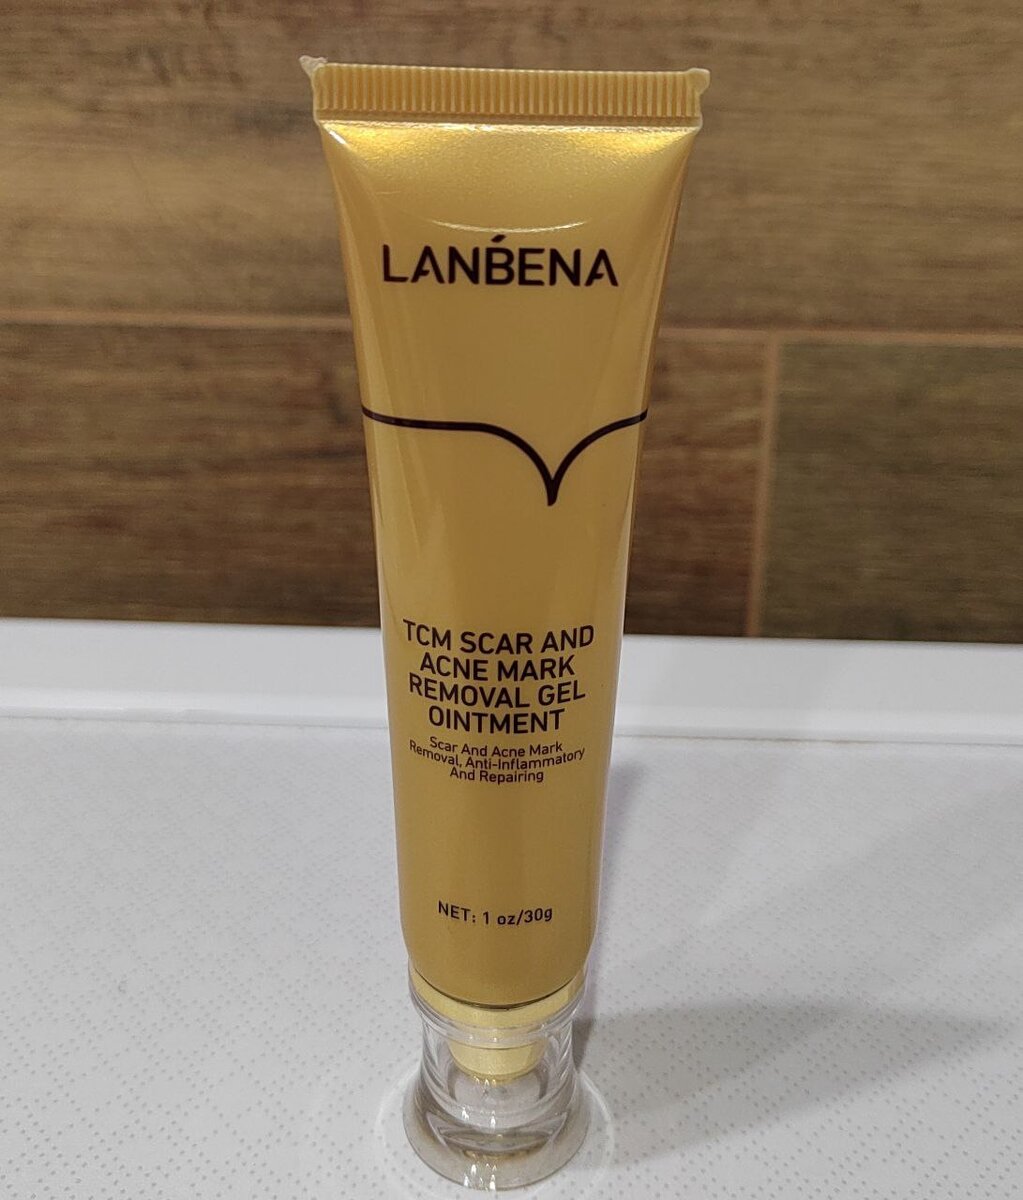 LANBENA
TCM SCAR AND
ACNE MARK
REMOVAL GEL
OINTMENT
Scar And Acne Mark
Removal, Anti-Inflammatory
And Repairing
NET: 1 oz/30g